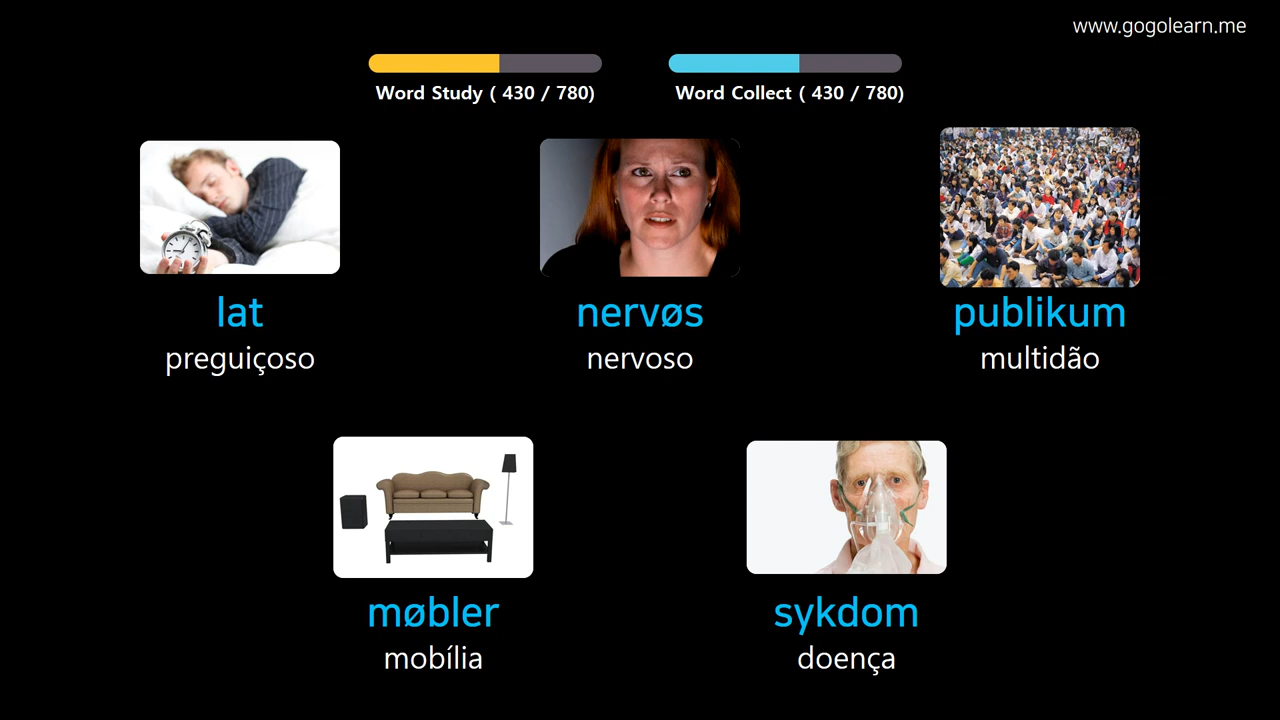 www.gogolearn.me
Word Study ( 430 / 780)
Word Collect ( 430 / 780)
lat
preguiçoso
nervøs
nervoso
publikum
multidão
møbler
mobília
sykdom
doença